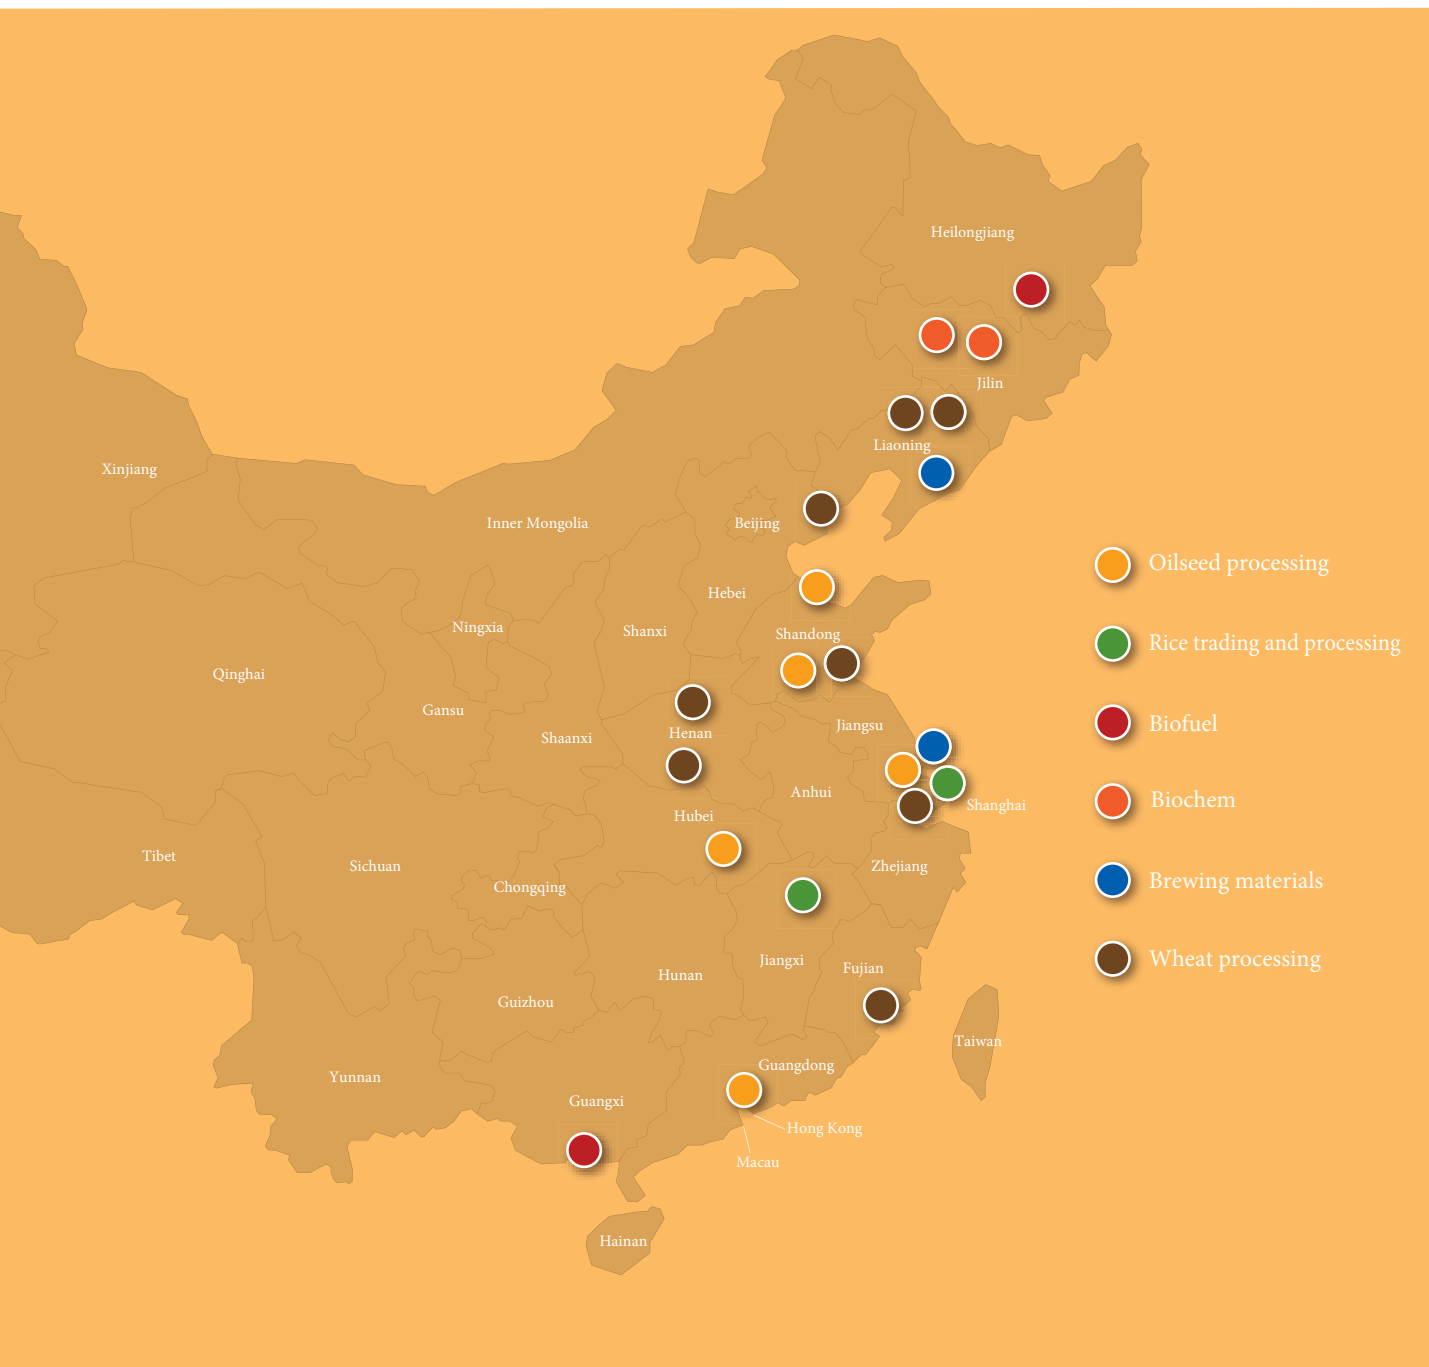 Heilongjiang
Jilin
Liaoning
Xinjiang
Inner Mongolia
Beijing
Hebei
Ningxia
Shanxi
Shandong
Qinghai
Gansu
Shaanxi
Henan
Jiangsu
Anhui
Shanghai
Hubei
Tibet
Sichuan
Chongqing
Zhejiang
Jiangxi
Fujian
Hunan
Guizhou
Taiwan
Yunnan
Guangdong
Guangxi
Hong Kong
Macau
Hainan
Oilseed processing
Rice trading and processing
Biofuel
Biochem
Brewing materials
Wheat processing